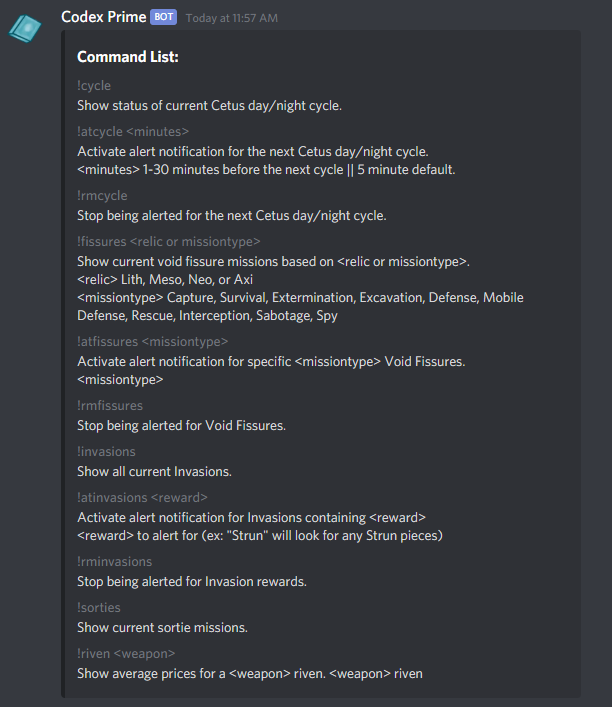 Codex Prime BOT Today at 11:57 AM
Command List:
!cycle
Show status of current Cetus day/night cycle.
!atcycle <minutes>
Activate alert notification for the next Cetus day/night cycle.
<minutes> 1-30 minutes before the next cycle || 5 minute default.
!rmcycle
Stop being alerted for the next Cetus day/night cycle.
!fissures <relic or missiontype>
Show current void fissure missions based on <relic or missiontype>.
<relic> Lith, Meso, Neo, or Axi
<missiontype> Capture, Survival, Extermination, Excavation, Defense, Mobile
Defense, Rescue, Interception, Sabotage, Spy
!atfissures <missiontype>
Activate alert notification for specific <missiontype> Void Fissures.
<missiontype>
!rmfissures
Stop being alerted for Void Fissures.
!invasions
Show all current Invasions.
!atinvasions <reward>
Activate alert notification for Invasions containing <reward>
<reward> to alert for (ex: "Strun" will look for any Strun pieces)
!rminvasions
Stop being alerted for Invasion rewards.
!sorties
Show current sortie missions.
!riven <weapon>
Show average prices for a <weapon> riven. <weapon> riven